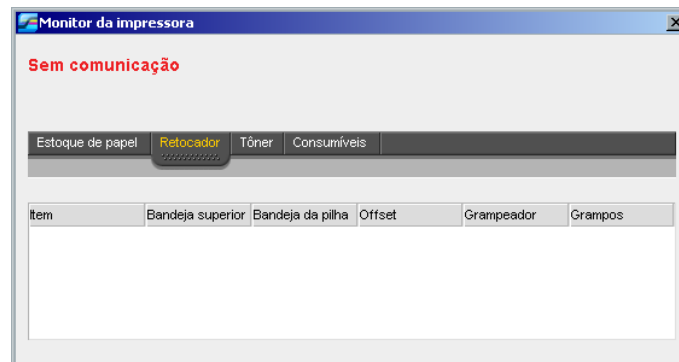 Monitor da impressora
Sem comunicação
Estoque de papel Retocador Tôner Consumíveis
Item Bandeja superior Bandeja da pilha Offset Grampeador Grampos